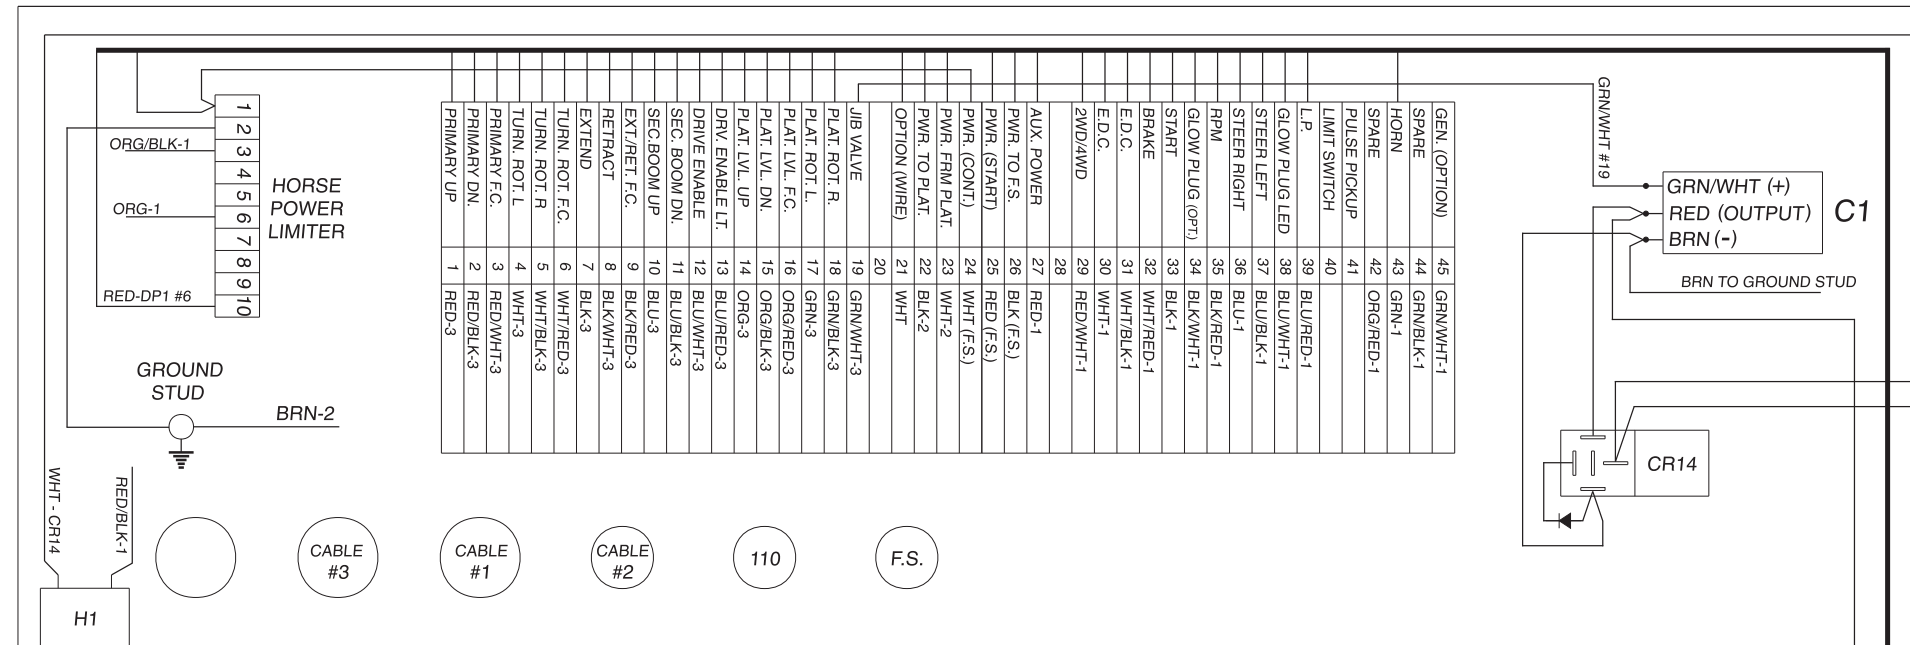 1
2
3
4
5
6
7
8
9
10
ORG/BLK-1
ORG-1
RED-DP1 #6
HORSE
POWER
LIMITER
GROUND
STUD
BRN-2
WHT - CR14
RED/BLK-1
H1
PRIMARY UP 1 RED-3
PRIMARY DN. 2 RED/BLK-3
PRIMARY F.C. 3 RED/WHT-3
TURN. ROT. L 4 WHT-3
TURN. ROT. R 5 WHT/BLK-3
TURN. ROT. F.C. 6 WHT/RED-3
EXTEND 7 BLK-3
RETRACT 8 BLK/WHT-3
EXT./RET. F.C. 9 BLK/RED-3
SEC.BOOM UP 10 BLU-3
SEC. BOOM DN. 11 BLU/BLK-3
DRIVE ENABLE 12 BLU/WHT-3
DRV. ENABLE LT. 13 BLU/RED-3
PLAT. LVL. UP 14 ORG-3
PLAT. LVL. DN. 15 ORG/BLK-3
PLAT. LVL. F.C. 16 ORG/RED-3
PLAT. ROT. L. 17 GRN-3
PLAT. ROT. R. 18 GRN/BLK-3
JIB VALVE 19 GRN/WHT-3
20
OPTION (WIRE) 21 WHT
PWR. TO PLAT. 22 BLK-2
PWR. FRM PLAT. 23 WHT-2
PWR. (CONT.) 24 WHT (F.S.)
PWR. (START) 25 RED (F.S.)
PWR. TO F.S. 26 BLK (F.S.)
AUX. POWER 27 RED-1
28
2WD/4WD 29 RED/WHT-1
E.D.C. 30 WHT-1
E.D.C. 31 WHT/BLK-1
BRAKE 32 WHT/RED-1
START 33 BLK-1
GLOW PLUG (OPT.) 34 BLK/WHT-1
RPM 35 BLK/RED-1
STEER RIGHT 36 BLU-1
STEER LEFT 37 BLU/BLK-1
GLOW PLUG LED 38 BLU/WHT-1
L.P. 39 BLU/RED-1
LIMIT SWITCH 40
PULSE PICKUP 41
SPARE 42 ORG/RED-1
HORN 43 GRN-1
SPARE 44 GRN/BLK-1
GEN. (OPTION) 45 GRN/WHT-1
GRN/WHT #19
GRN/WHT (+)
RED (OUTPUT)
BRN (-)
C1
BRN TO GROUND STUD
CR14
CABLE
#3
CABLE
#1
CABLE
#2
110
F.S.